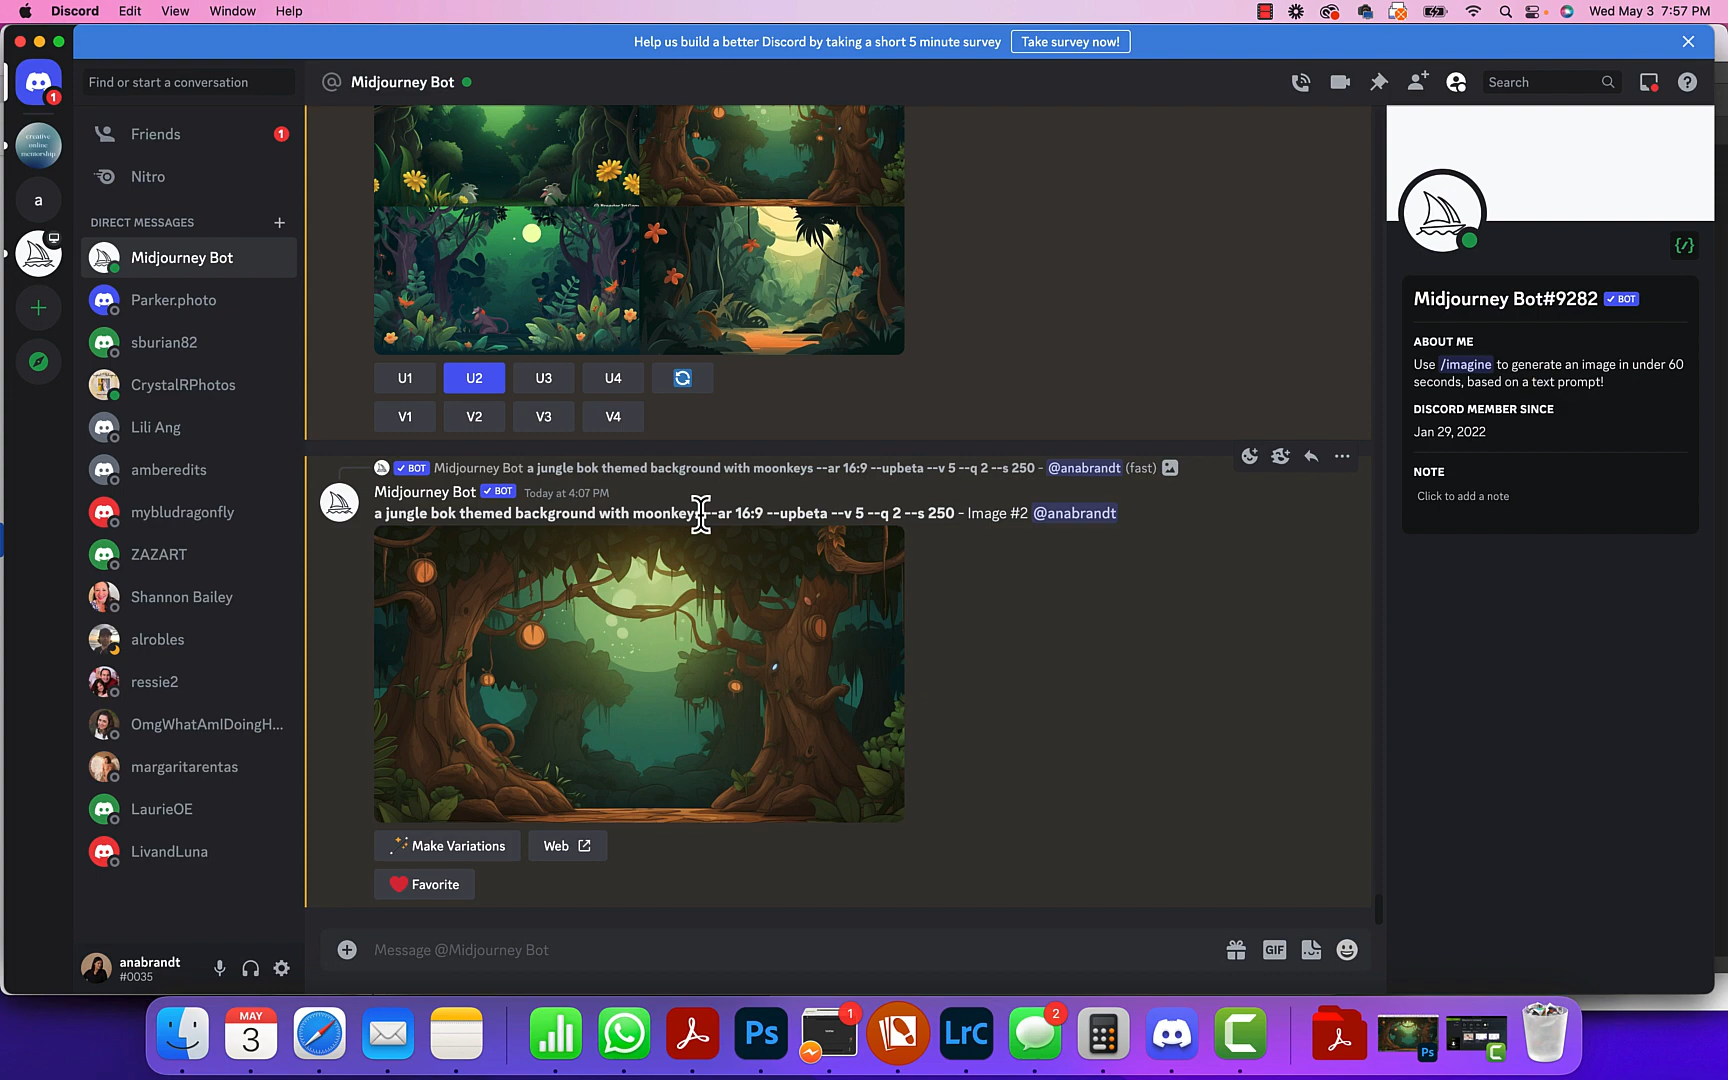 Discord Edit View Window Help Wed May 3 7:57 PM
Help us build a better Discord by taking a short 5 minute survey Take survey now!
1
creative
online
mentorship
a
Find or start a conversation
Friends 1
Nitro
DIRECT MESSAGES
Midjourney Bot
Parker.photo
sburian82
CrystalRPhotos
Lili Ang
amberedits
mybludragonfly
ZAZART
Shannon Bailey
alrobles
ressie2
OmgWhatAmIDoingH...
margaritarentas
LaurieOE
LivandLuna
anabrandt
#0035
Midjourney Bot
Search
U1 U2 U3 U4
V1 V2 V3 V4
BOT Midjourney Bot a jungle bok themed background with moonkeys --ar 16:9 --upbeta --v 5 --q 2 --s 250 - @anabrandt (fast)
Midjourney Bot BOT Today at 4:07 PM
a jungle bok themed background with moonkeys --ar 16:9 --upbeta --v 5 --q 2 --s 250 - Image #2 @anabrandt
Make Variations Web
Favorite
Message @Midjourney Bot
GIF
{/}
Midjourney Bot#9282 BOT
ABOUT ME
Use /imagine to generate an image in under 60
seconds, based on a text prompt!
DISCORD MEMBER SINCE
Jan 29, 2022
NOTE
Click to add a note
MAY
3
Ps
1
LrC
2
Ps